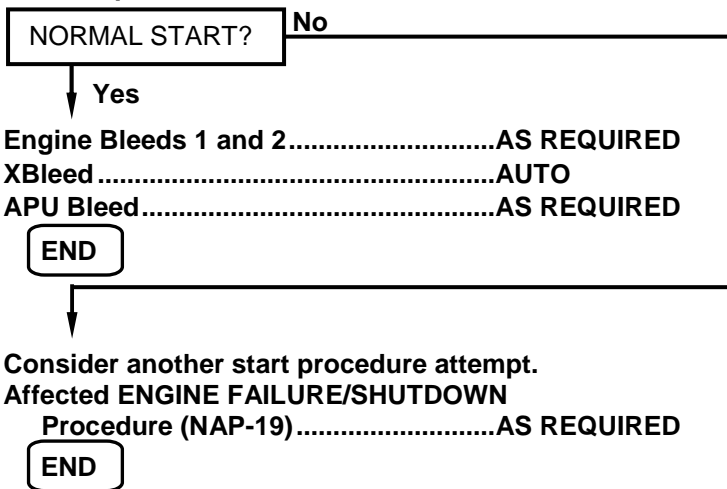 NORMAL START? No
Yes
Engine Bleeds 1 and 2...........................AS REQUIRED
XBleed......................................................AUTO
APU Bleed................................................AS REQUIRED
END
Consider another start procedure attempt.
Affected ENGINE FAILURE/SHUTDOWN
Procedure (NAP-19)...........................AS REQUIRED
END